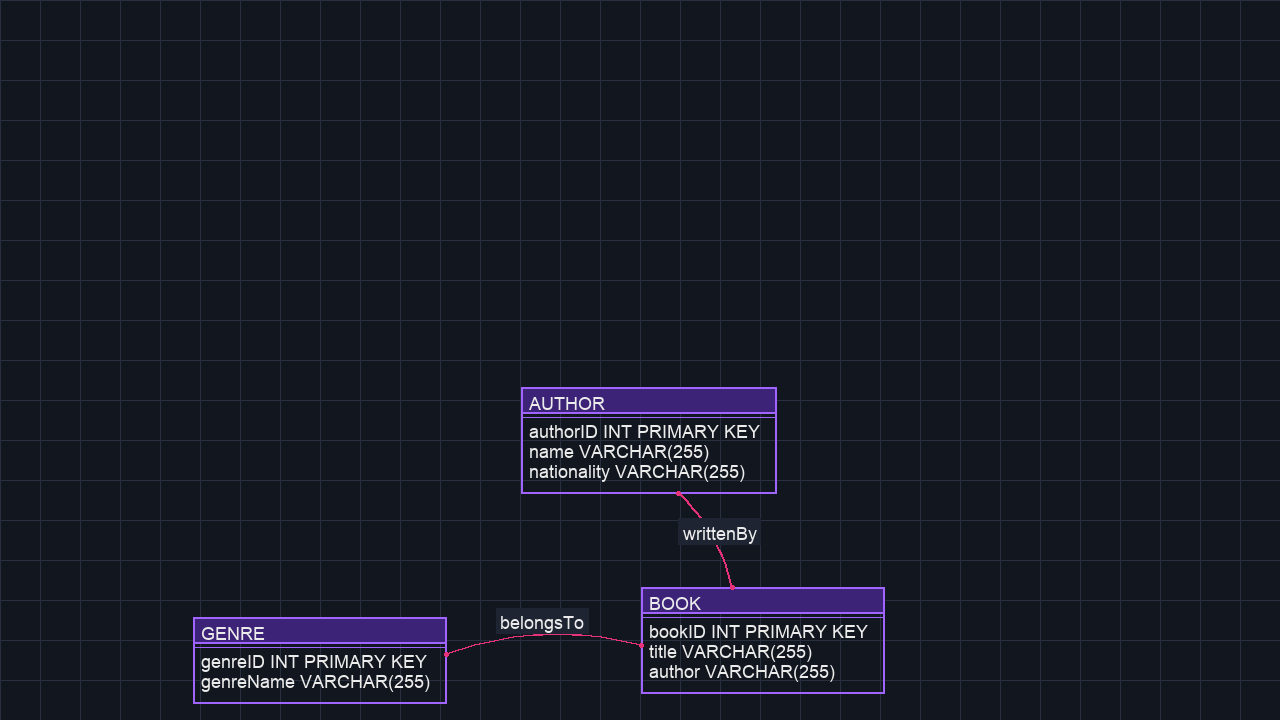 AUTHOR
authorID INT PRIMARY KEY
name VARCHAR(255)
nationality VARCHAR(255)
writtenBy
BOOK
bookID INT PRIMARY KEY
title VARCHAR(255)
author VARCHAR(255)
belongsTo
GENRE
genreID INT PRIMARY KEY
genreName VARCHAR(255)